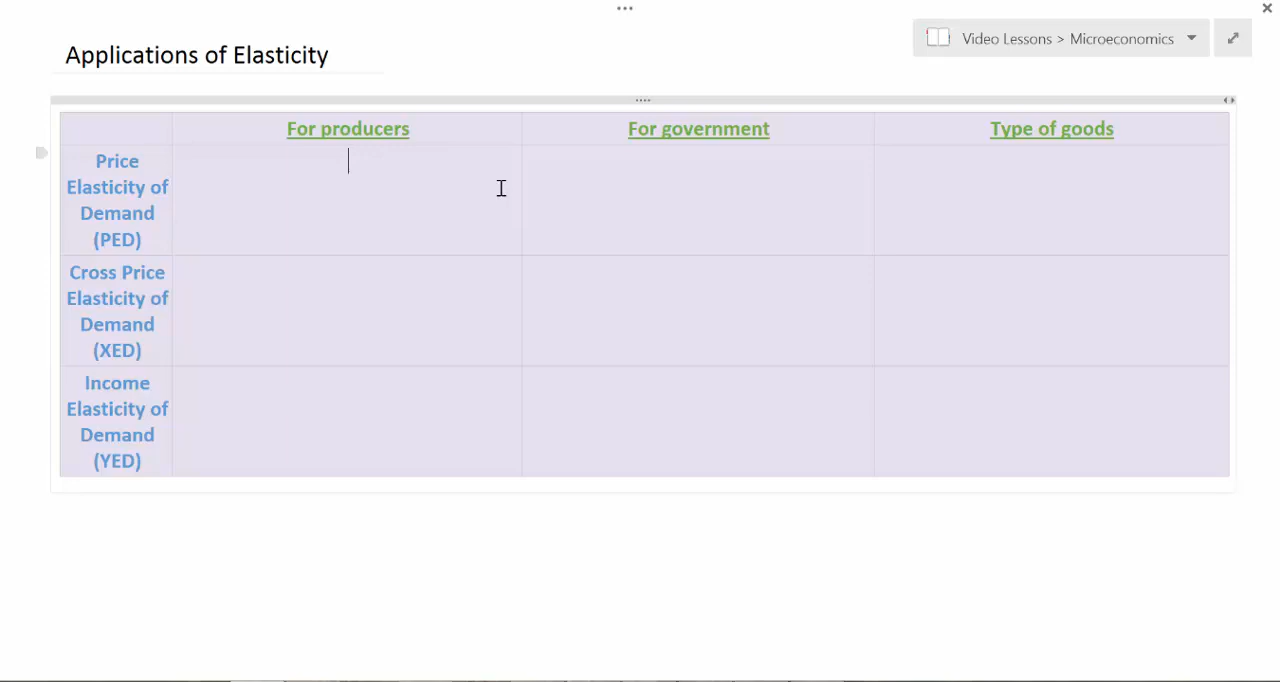 Video Lessons > Microeconomics
Applications of Elasticity
For producers
For government
Type of goods
Price
Elasticity of
Demand
(PED)
Cross Price
Elasticity of
Demand
(XED)
Income
Elasticity of
Demand
(YED)